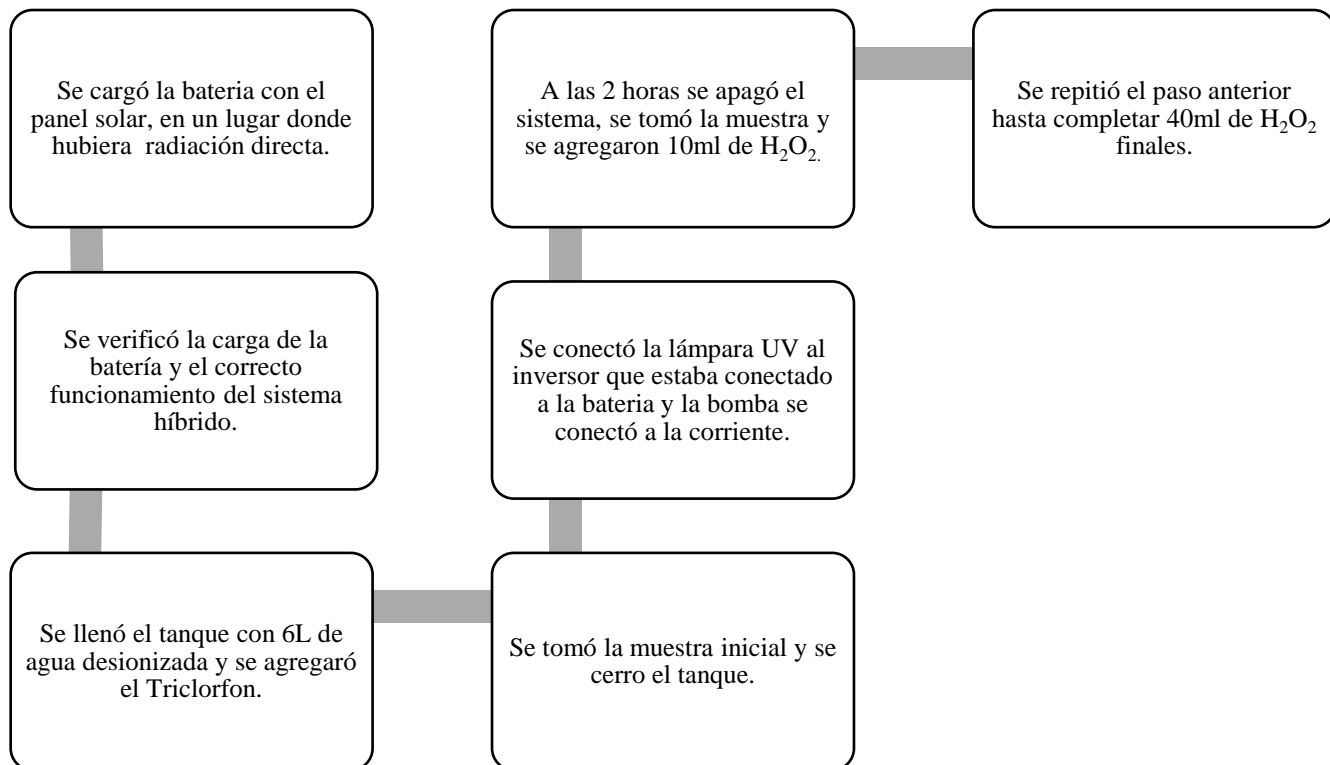 Se cargó la bateria con el
panel solar, en un lugar donde
hubiera radiación directa.
Se verificó la carga de la
batería y el correcto
funcionamiento del sistema
híbrido.
Se llenó el tanque con 6L de
agua desionizada y se agregaró
el Triclorfon.
Se tomó la muestra inicial y se
cerro el tanque.
Se conectó la lámpara UV al
inversor que estaba conectado
a la bateria y la bomba se
conectó a la corriente.
A las 2 horas se apagó el
sistema, se tomó la muestra y
se agregaron 10ml de H₂O₂.
Se repitió el paso anterior
hasta completar 40ml de H₂O₂
finales.